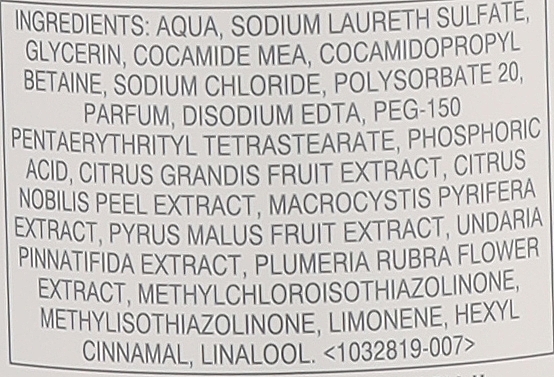 INGREDIENTS: AQUA, SODIUM LAURETH SULFATE,
GLYCERIN, COCAMIDE MEA, COCAMIDOPROPYL
BETAINE, SODIUM CHLORIDE, POLYSORBATE 20,
PARFUM, DISODIUM EDTA, PEG-150
PENTAERYTHRITYL TETRASTEARATE, PHOSPHORIC
ACID, CITRUS GRANDIS FRUIT EXTRACT, CITRUS
NOBILIS PEEL EXTRACT, MACROCYSTIS PYRIFERA
EXTRACT, PYRUS MALUS FRUIT EXTRACT, UNDARIA
PINNATIFIDA EXTRACT, PLUMERIA RUBRA FLOWER
EXTRACT, METHYLCHLOROISOTHIAZOLINONE,
METHYLISOTHIAZOLINONE, LIMONENE, HEXYL
CINNAMAL, LINALOOL. <1032819-007>